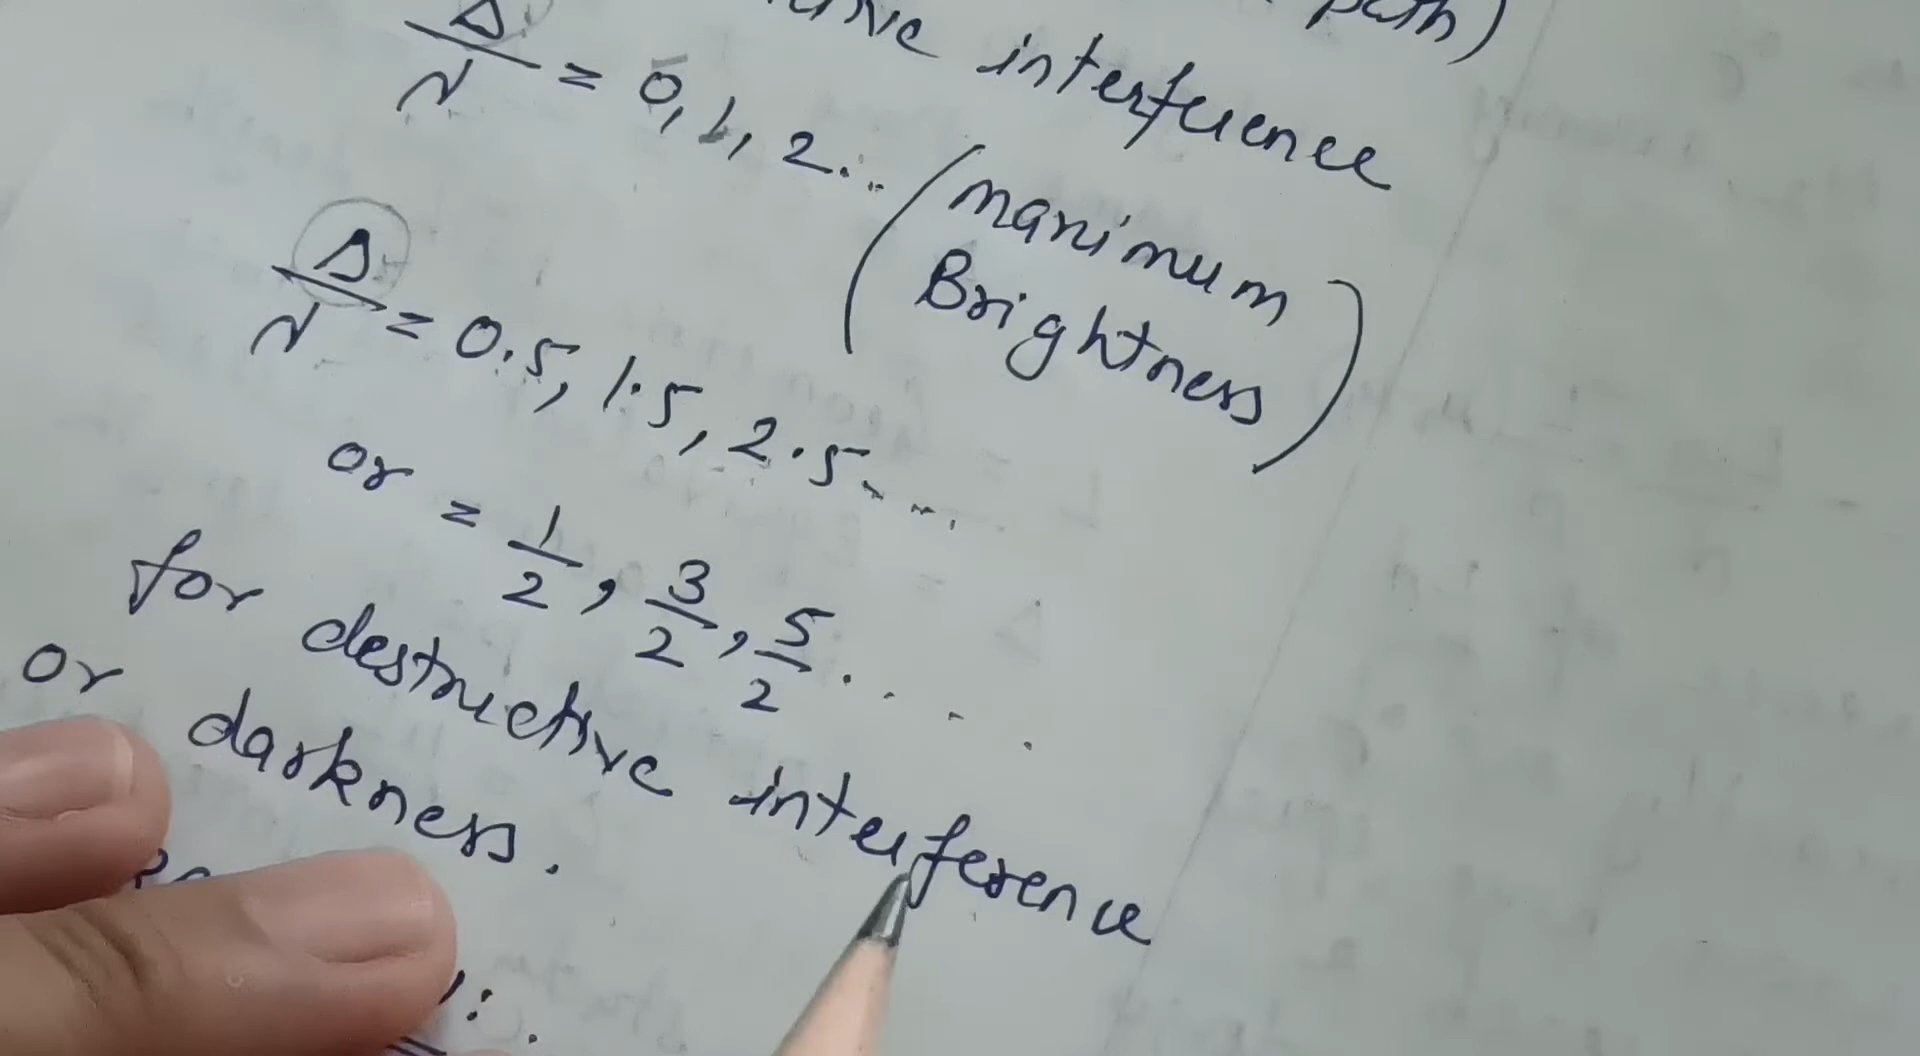 path)
interference
Δ/λ = 0, 1, 2... (maximum
Brightness)
Δ/λ = 0.5, 1.5, 2.5.....
or = 1/2, 3/2, 5/2....
for destructive interference
or darkness.